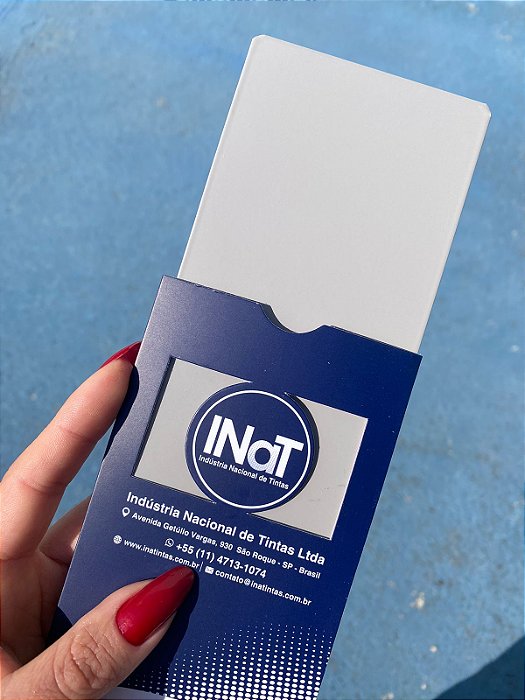 INaT
Indústria Nacional de Tintas
Indústria Nacional de Tintas Ltda
Avenida Getúlio Vargas, 930 São Roque - SP - Brasil
+55 (11) 4713-1074
www.inatintas.com.br | contato@inatintas.com.br